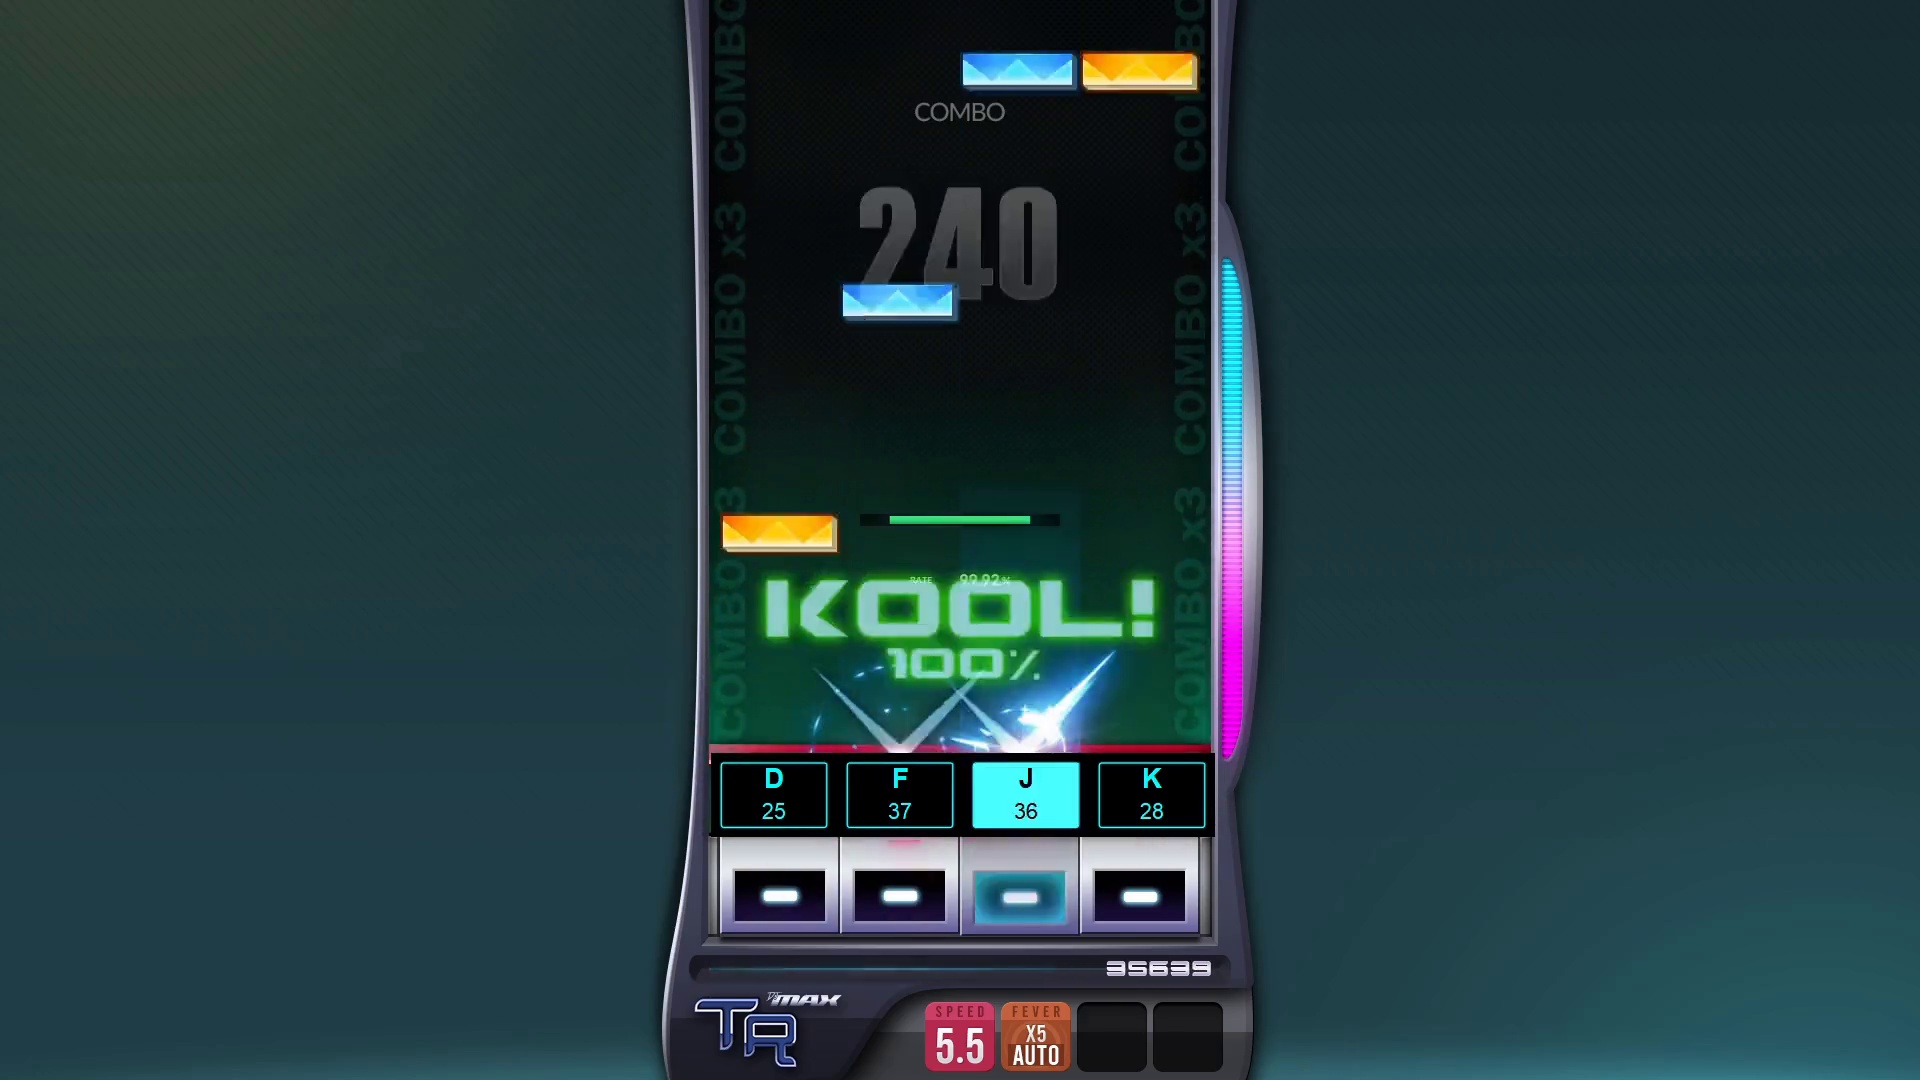 COMBO x3 COMBO x3 COMBO
COMBO x3 COMBO x3 COMBO
COMBO
240
RATE 99.92%
KOOL!
100%
D F J K
25 37 36 28
35639
DJMAX
TR
SPEED FEVER
5.5 X5
AUTO